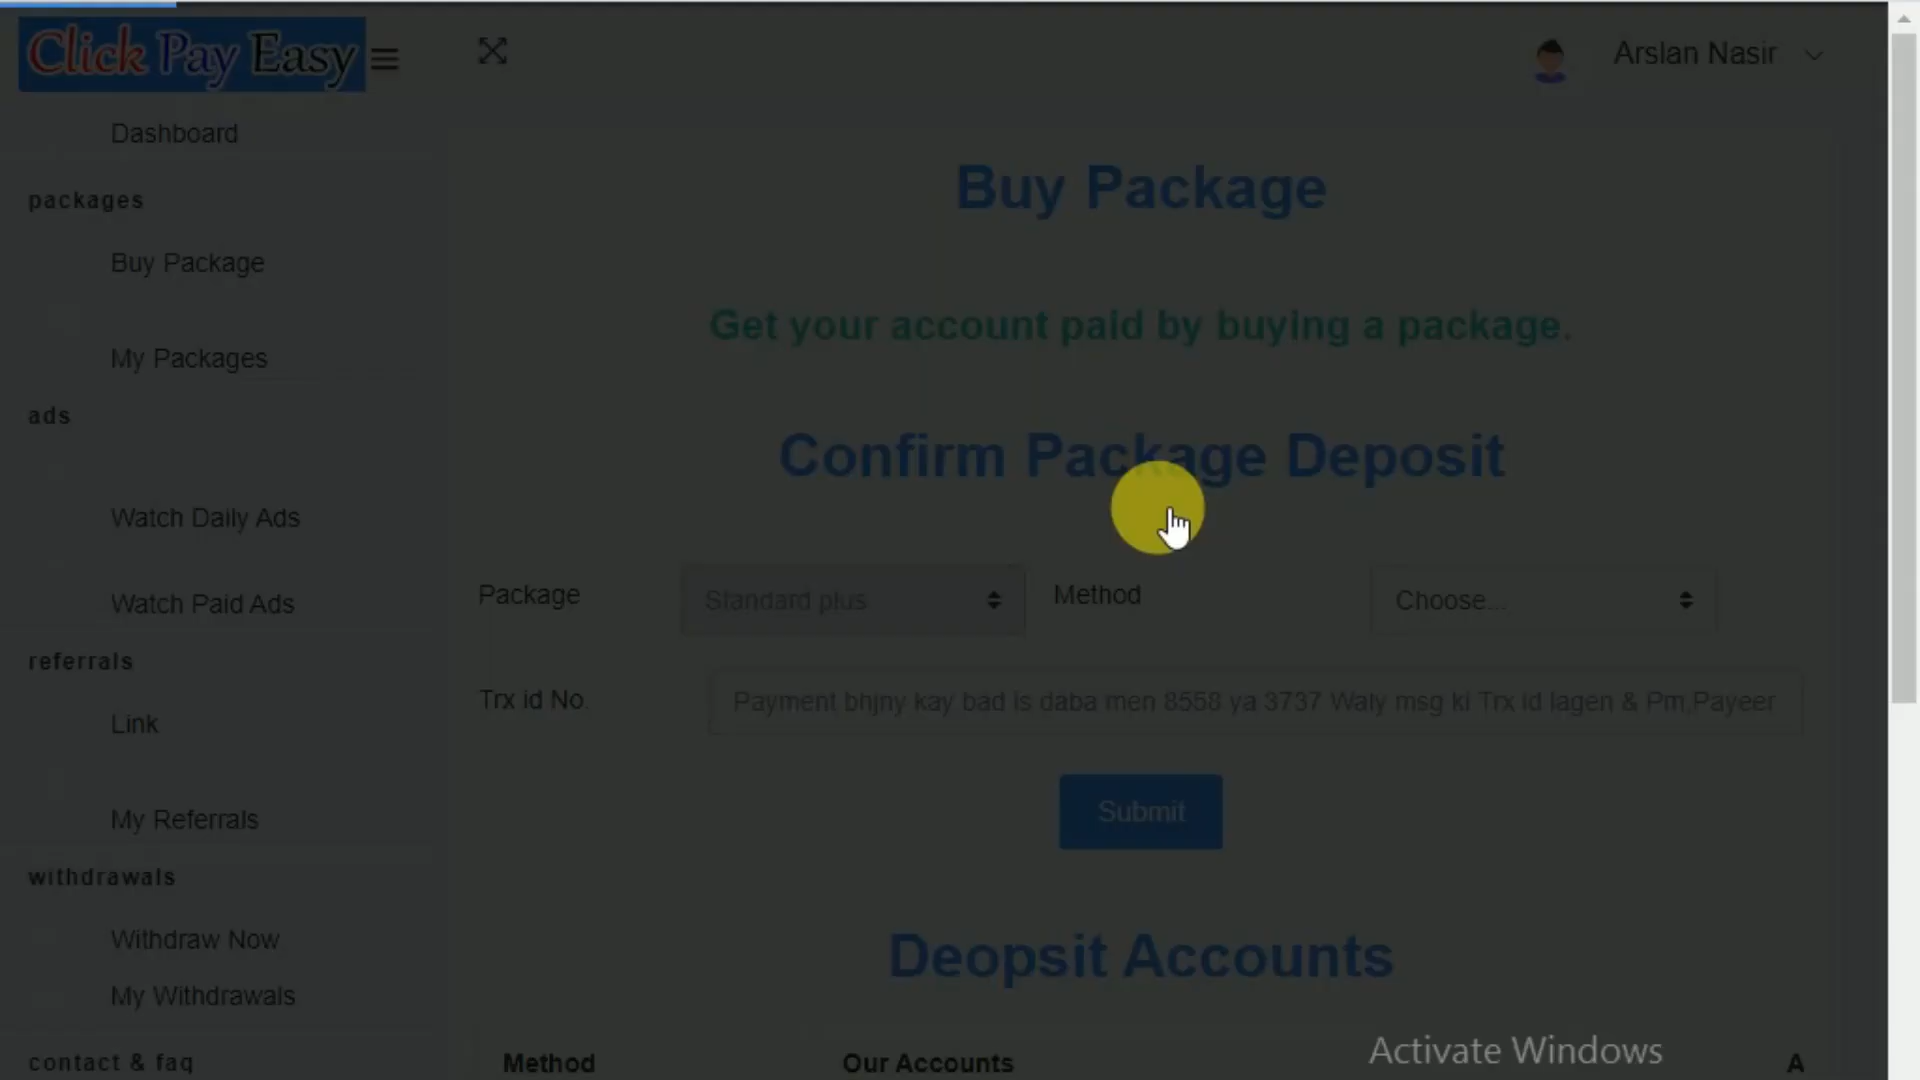 Click Pay Easy
Arslan Nasir
Dashboard
packages
Buy Package
My Packages
ads
Watch Daily Ads
Watch Paid Ads
referrals
Link
My Referrals
withdrawals
Withdraw Now
My Withdrawals
contact & faq
Buy Package
Get your account paid by buying a package.
Confirm Package Deposit
Package
Standard plus
Method
Choose...
Trx id No.
Payment bhjny kay bad is daba men 8558 ya 3737 Waly msg ki Trx id lagen & Pm,Payeer
Submit
Deopsit Accounts
Method
Our Accounts
A
Activate Windows